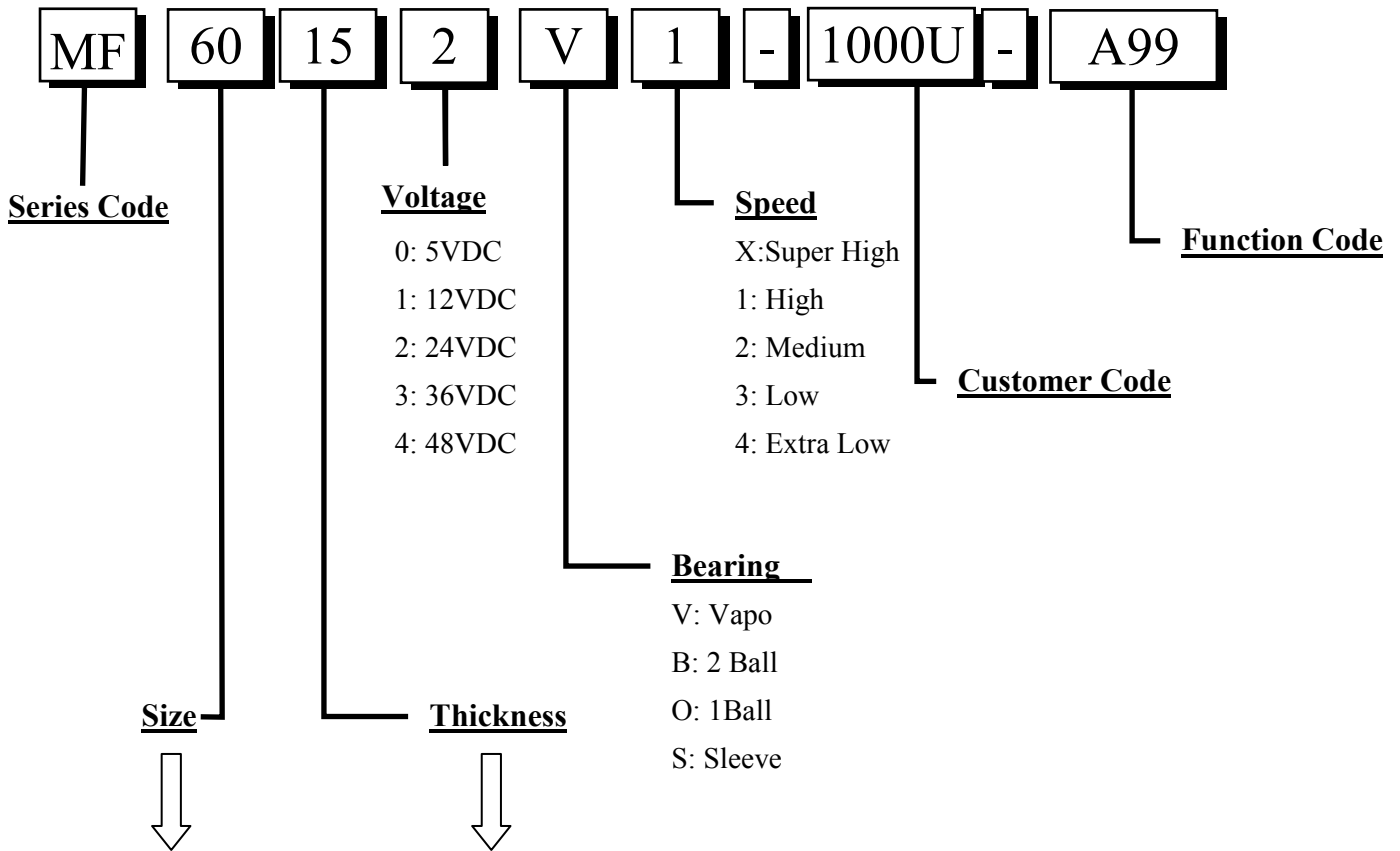 MF 60 15 2 V 1 - 1000U - A99
Series Code
Voltage
0: 5VDC
1: 12VDC
2: 24VDC
3: 36VDC
4: 48VDC
Speed
X:Super High
1: High
2: Medium
3: Low
4: Extra Low
Function Code
Customer Code
Bearing
V: Vapo
B: 2 Ball
O: 1Ball
S: Sleeve
Size
Thickness